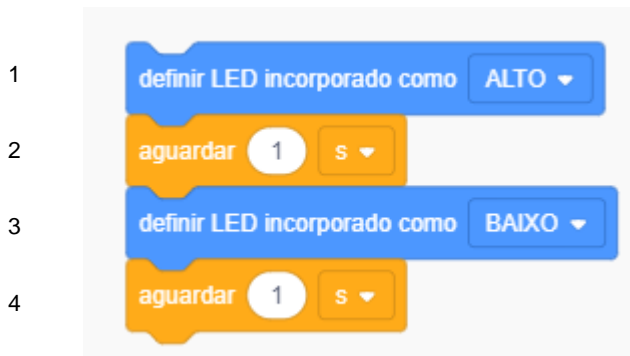 1 definir LED incorporado como ALTO
2 aguardar 1 s
3 definir LED incorporado como BAIXO
4 aguardar 1 s